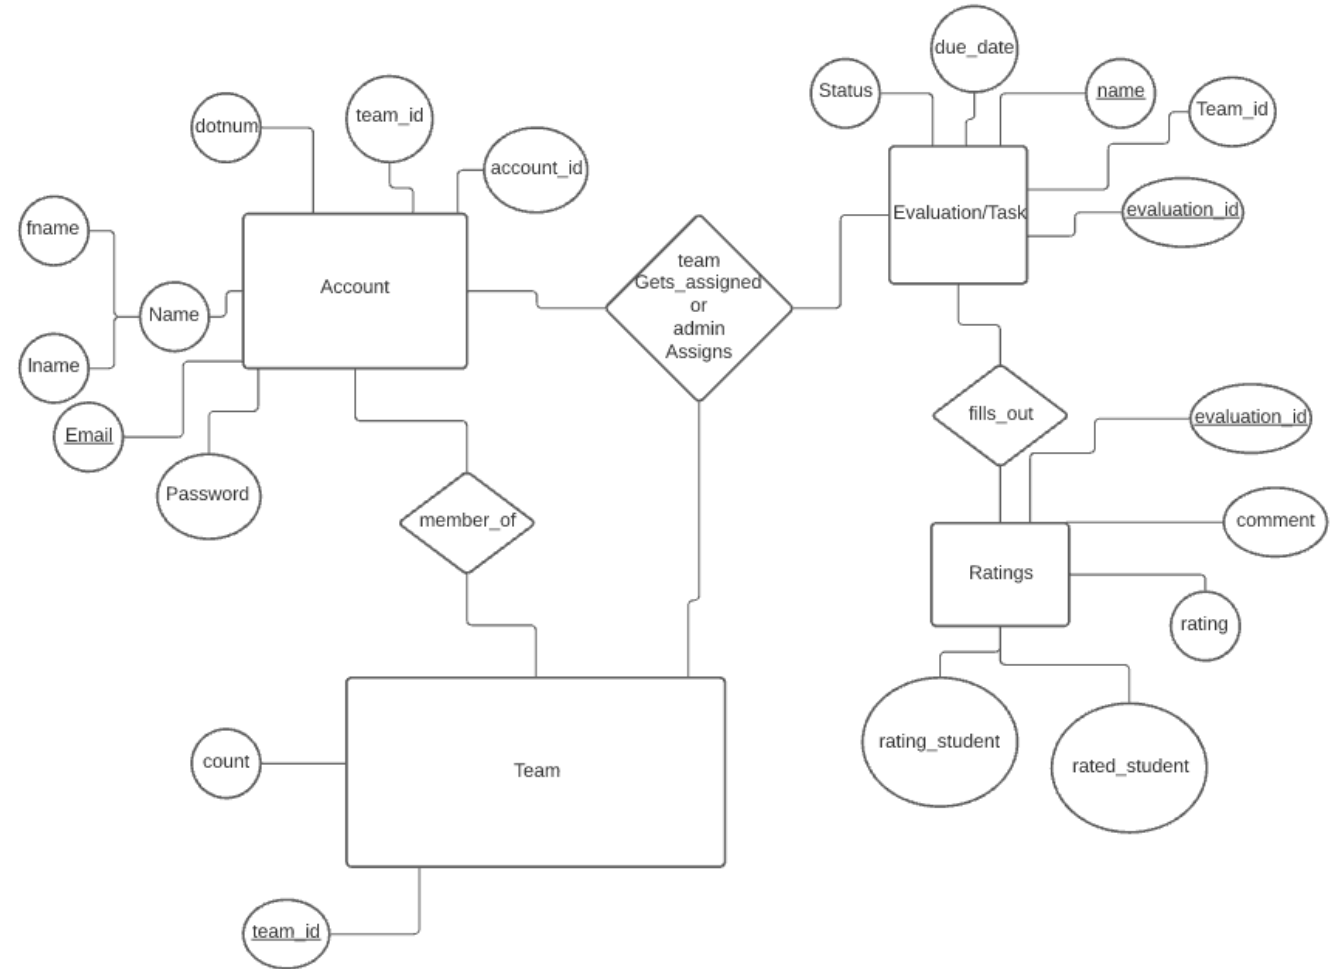 due_date
Status
name
Team_id
team_id
dotnum
account_id
Evaluation/Task
evaluation_id
fname
Account
Name
team
Gets_assigned
or
admin
Assigns
lname
Email
Password
member_of
fills_out
evaluation_id
comment
Ratings
rating
rating_student
rated_student
count
Team
team_id